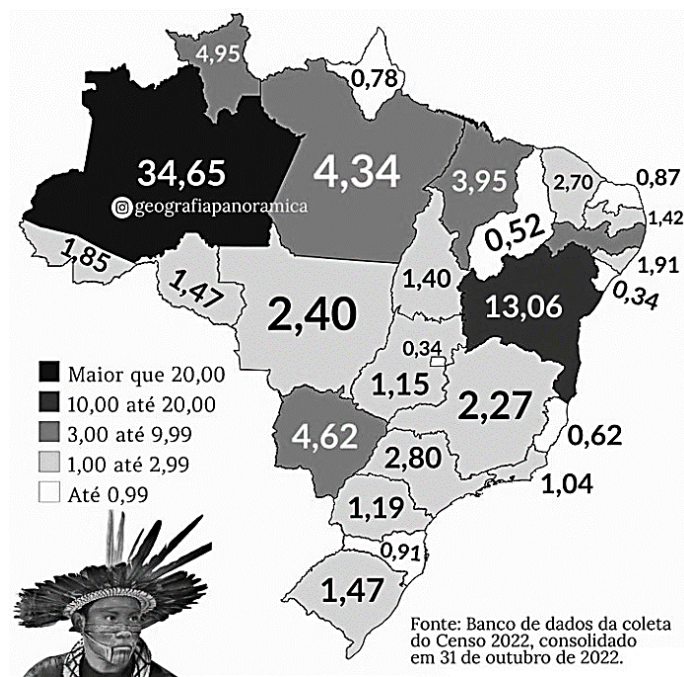 4,95
0,78
34,65
4,34
3,95
2,70
0,87
geografiapanoramica
1,42
0,52
1,85
1,91
1,47
1,40
0,34
2,40
13,06
0,34
1,15
2,27
Maior que 20,00
10,00 até 20,00
3,00 até 9,99
1,00 até 2,99
Até 0,99
4,62
0,62
2,80
1,04
1,19
0,91
1,47
Fonte: Banco de dados da coleta
do Censo 2022, consolidado
em 31 de outubro de 2022.